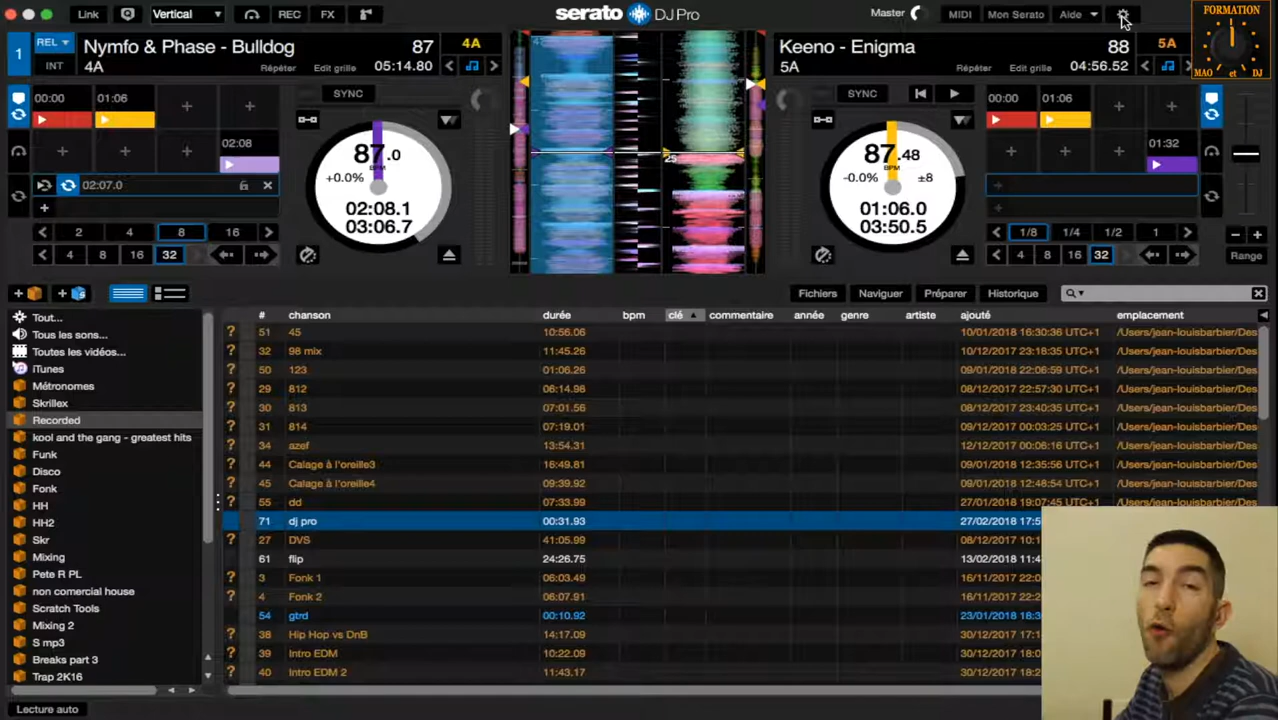 Link Vertical REC FX serato DJ Pro Master MIDI Mon Serato Aide
FORMATION
MAO et DJ
1 REL Nymfo & Phase - Bulldog 87 4A
INT 4A Répéter Edit grille 05:14.80
Keeno - Enigma 88 5A
5A Répéter Edit grille 04:56.52
00:00 01:06 SYNC
02:08
02:07.0
87.0
BPM
+0.0%
02:08.1
03:06.7
2 4 8 16
4 8 16 32
25
SYNC 00:00 01:06
01:32
87.48
BPM
-0.0% ±8
01:06.0
03:50.5
1/8 1/4 1/2 1
4 8 16 32
Range
Fichiers Naviguer Préparer Historique
Tout...
Tous les sons...
Toutes les vidéos...
iTunes
Métronomes
Skrillex
Recorded
kool and the gang - greatest hits
Funk
Disco
Fonk
HH
HH2
Skr
Mixing
Pete R PL
non comercial house
Scratch Tools
Mixing 2
S mp3
Breaks part 3
Trap 2K16
# chanson durée bpm clé commentaire année genre artiste ajouté emplacement
? 51 45 10:56.06 10/01/2018 16:30:36 UTC+1 /Users/jean-louisbarbier/Des
? 32 98 mix 11:45.26 10/12/2017 23:18:35 UTC+1 /Users/jean-louisbarbier/Des
? 50 123 01:06.26 09/01/2018 22:06:59 UTC+1 /Users/jean-louisbarbier/Des
? 29 812 06:14.98 08/12/2017 22:57:30 UTC+1 /Users/jean-louisbarbier/Des
? 30 813 07:01.56 08/12/2017 23:40:35 UTC+1 /Users/jean-louisbarbier/Des
? 31 814 07:19.01 09/12/2017 00:03:25 UTC+1 /Users/jean-louisbarbier/Des
? 34 azef 13:54.31 12/12/2017 00:06:16 UTC+1 /Users/jean-louisbarbier/Des
? 44 Calage à l'oreille3 16:49.81 09/01/2018 12:35:56 UTC+1 /Users/jean-louisbarbier/Des
? 45 Calage à l'oreille4 09:39.92 09/01/2018 12:48:54 UTC+1 /Users/jean-louisbarbier/Des
? 55 dd 07:33.99 27/01/2018 19:07:45 UTC+1 /Users/jean-louisbarbier/Des
71 dj pro 00:31.93 27/02/2018 17:5
? 27 DVS 41:05.99 08/12/2017 10:1
61 flip 24:26.75 13/02/2018 11:4
? 3 Fonk 1 06:03.49 16/11/2017 22:0
? 4 Fonk 2 06:07.91 16/11/2017 22:2
54 gtrd 00:10.92 23/01/2018 18:3
? 38 Hip Hop vs DnB 14:17.09 30/12/2017 17:1
? 39 Intro EDM 10:22.09 30/12/2017 18:2
? 40 Intro EDM 2 11:43.17 30/12/2017 18:2
Lecture auto